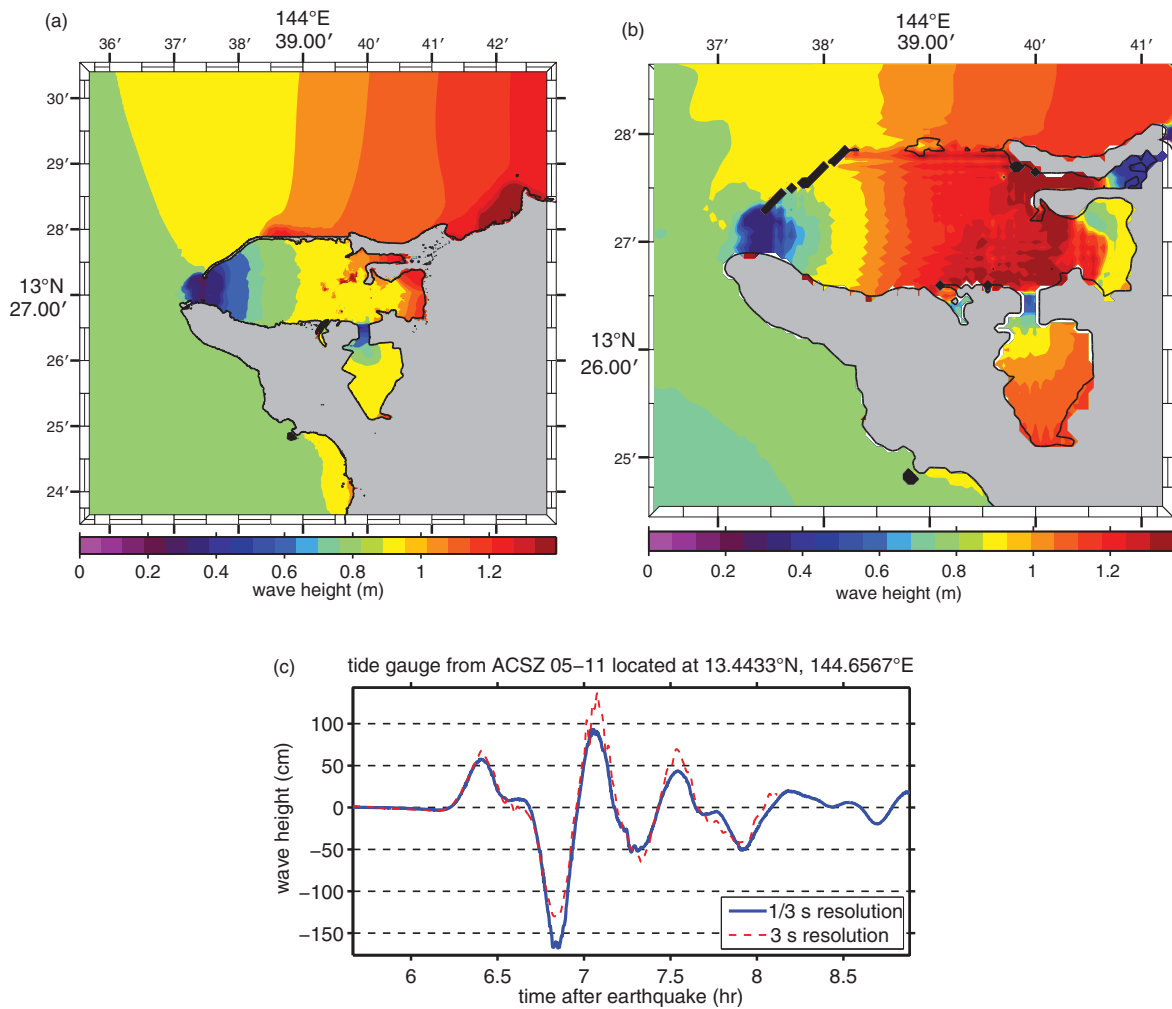 (a)
144°E
36′ 37′ 38′ 39.00′ 40′ 41′ 42′
30′
29′
28′
13°N
27.00′
26′
25′
24′
0 0.2 0.4 0.6 0.8 1 1.2
wave height (m)
(b)
144°E
37′ 38′ 39.00′ 40′ 41′
28′
27′
13°N
26.00′
25′
0 0.2 0.4 0.6 0.8 1 1.2
wave height (m)
(c) tide gauge from ACSZ 05−11 located at 13.4433°N, 144.6567°E
wave height (cm)
100
50
0
−50
−100
−150
1/3 s resolution
3 s resolution
6 6.5 7 7.5 8 8.5
time after earthquake (hr)